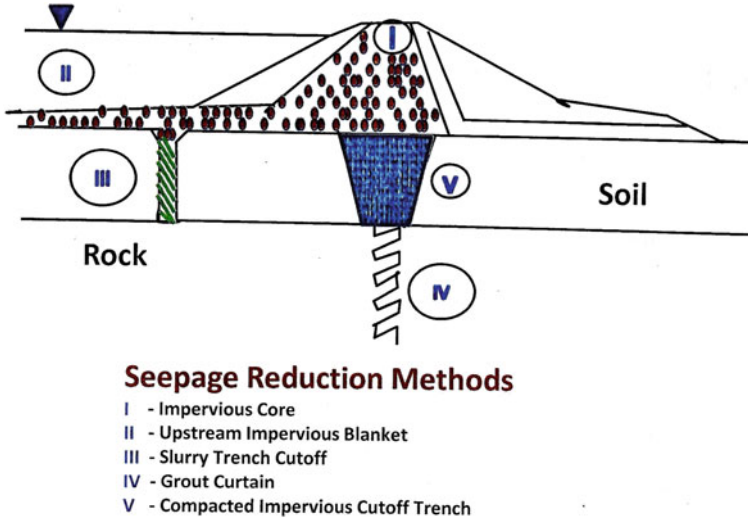 I
II
III
V
Soil
Rock
IV
Seepage Reduction Methods
I - Impervious Core
II - Upstream Impervious Blanket
III - Slurry Trench Cutoff
IV - Grout Curtain
V - Compacted Impervious Cutoff Trench